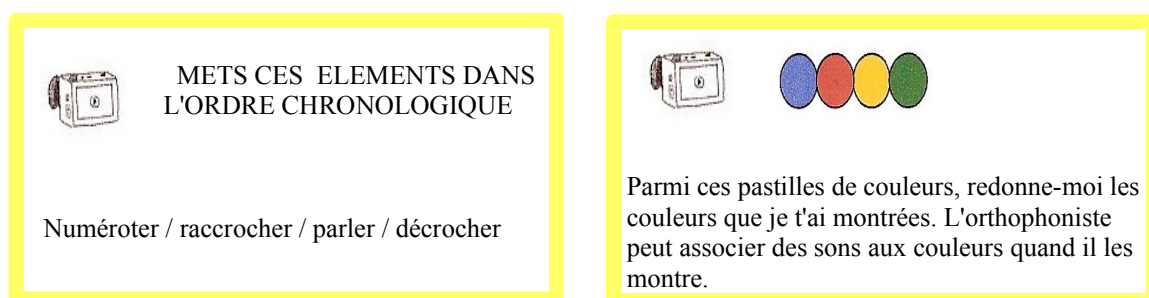 METS CES ELEMENTS DANS
L'ORDRE CHRONOLOGIQUE
Numéroter / raccrocher / parler / décrocher
Parmi ces pastilles de couleurs, redonne-moi les
couleurs que je t'ai montrées. L'orthophoniste
peut associer des sons aux couleurs quand il les
montre.